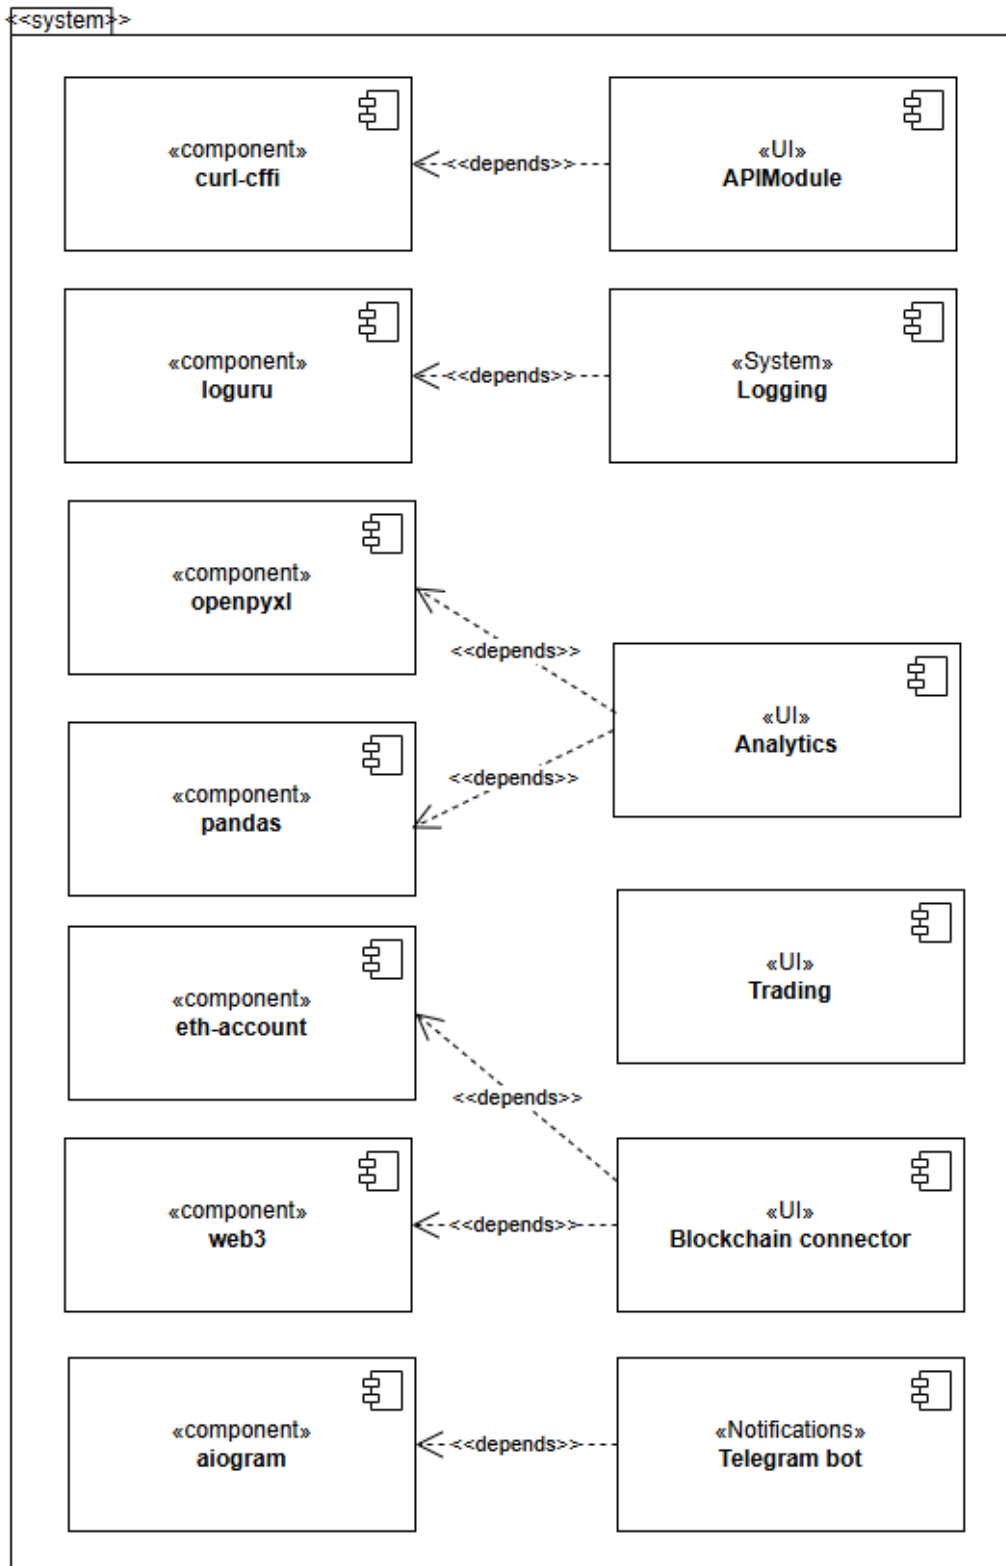 <<system>>
«component»
curl-cffi
<<depends>>
«UI»
APIModule
«component»
loguru
<<depends>>
«System»
Logging
«component»
openpyxl
<<depends>>
«UI»
Analytics
<<depends>>
«component»
pandas
«UI»
Trading
«component»
eth-account
<<depends>>
«component»
web3
<<depends>>
«UI»
Blockchain connector
«component»
aiogram
<<depends>>
«Notifications»
Telegram bot